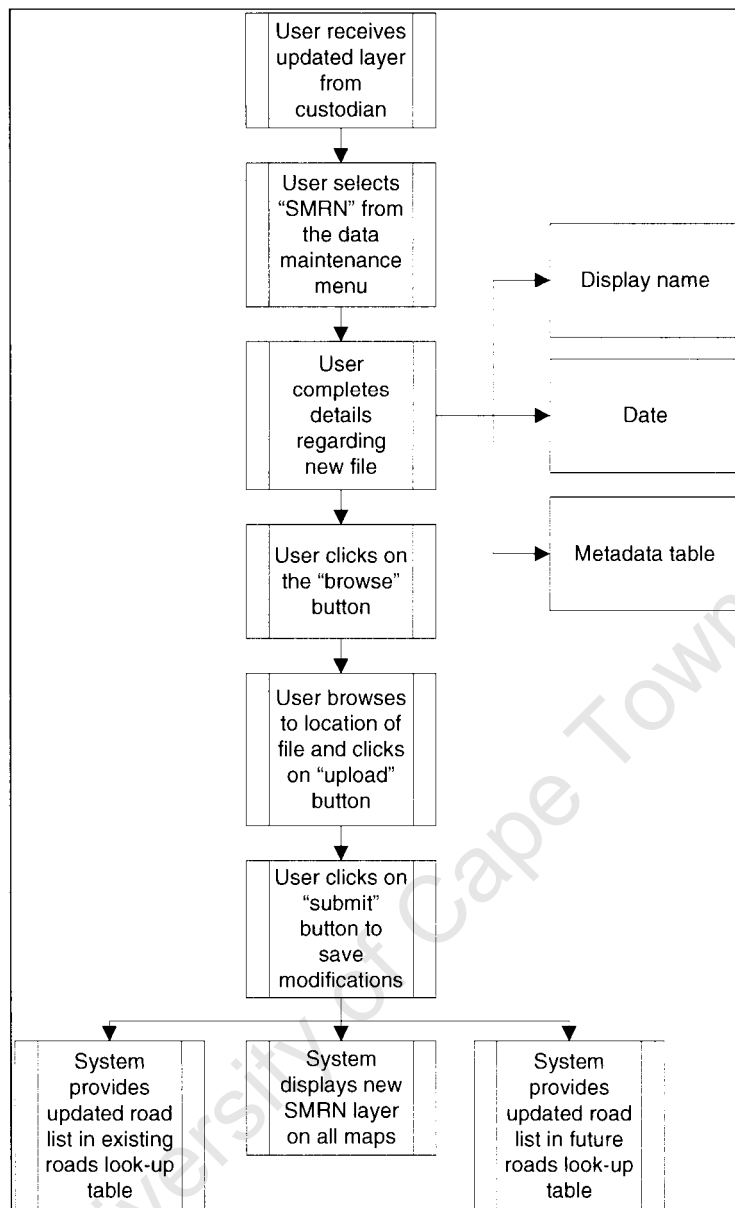 User receives
updated layer
from
custodian
User selects
“SMRN” from
the data
maintenance
menu
Display name
User
completes
details
regarding
new file
Date
Metadata table
User clicks on
the “browse”
button
User browses
to location of
file and clicks
on “upload”
button
User clicks on
“submit”
button to
save
modifications
System
provides
updated road
list in existing
roads look-up
table
System
displays new
SMRN layer
on all maps
System
provides
updated road
list in future
roads look-up
table
University of Cape Town